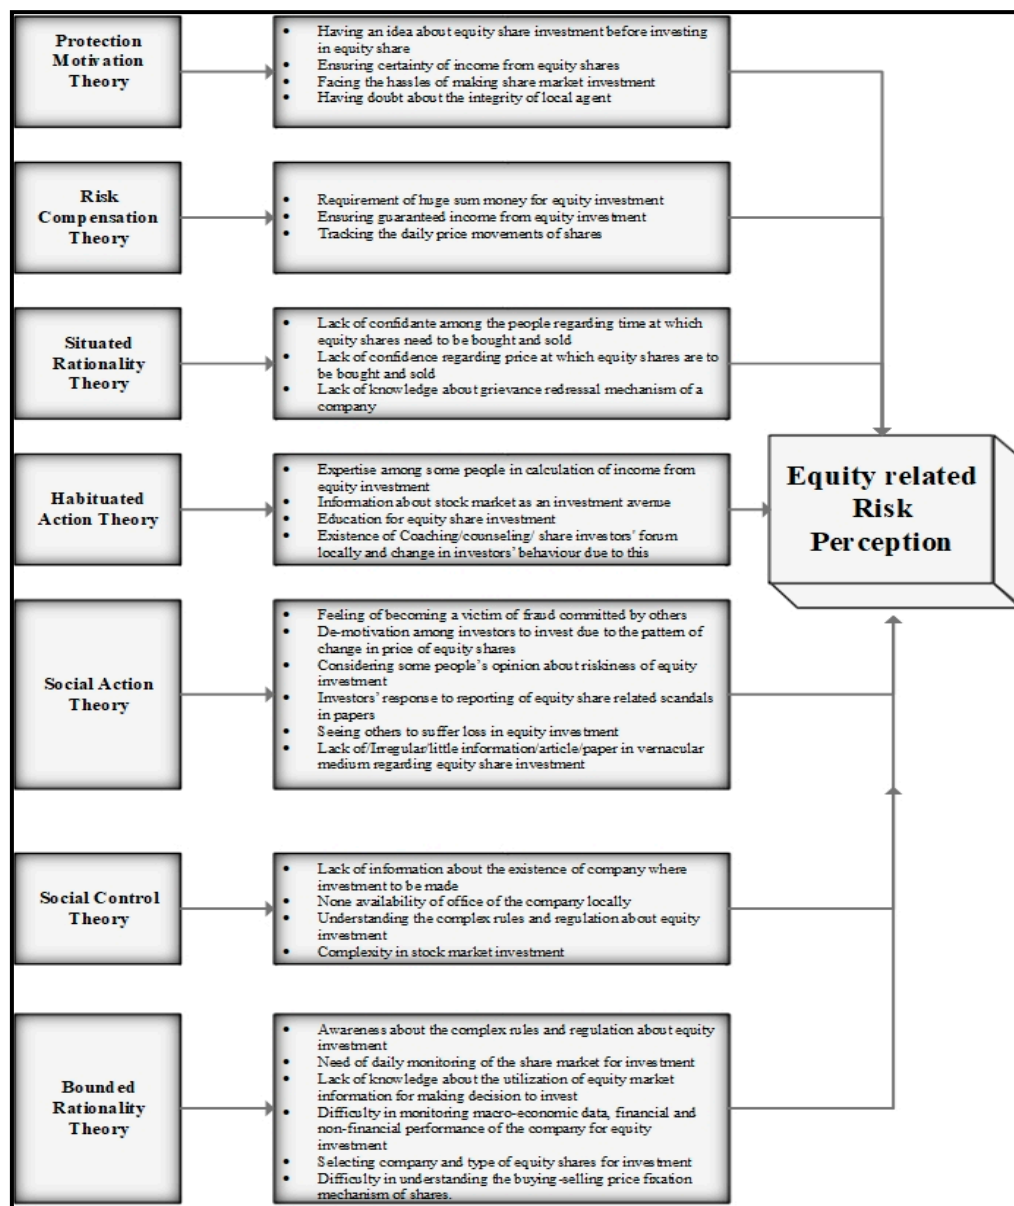 Protection
Motivation
Theory
• Having an idea about equity share investment before investing
in equity share
• Ensuring certainty of income from equity shares
• Facing the hassles of making share market investment
• Having doubt about the integrity of local agent
Risk
Compensation
Theory
• Requirement of huge sum money for equity investment
• Ensuring guaranteed income from equity investment
• Tracking the daily price movements of shares
Situated
Rationality
Theory
• Lack of confidante among the people regarding time at which
equity shares need to be bought and sold
• Lack of confidence regarding price at which equity shares are to
be bought and sold
• Lack of knowledge about grievance redressal mechanism of a
company
Habituated
Action Theory
• Expertise among some people in calculation of income from
equity investment
• Information about stock market as an investment avenue
• Education for equity share investment
• Existence of Coaching/counseling/ share investors' forum
locally and change in investors' behaviour due to this
Equity related
Risk
Perception
Social Action
Theory
• Feeling of becoming a victim of fraud committed by others
• De-motivation among investors to invest due to the pattern of
change in price of equity shares
• Considering some people's opinion about riskiness of equity
investment
• Investors' response to reporting of equity share related scandals
in papers
• Seeing others to suffer loss in equity investment
• Lack of/Irregular/little information/article/paper in vernacular
medium regarding equity share investment
Social Control
Theory
• Lack of information about the existence of company where
investment to be made
• None availability of office of the company locally
• Understanding the complex rules and regulation about equity
investment
• Complexity in stock market investment
Bounded
Rationality
Theory
• Awareness about the complex rules and regulation about equity
investment
• Need of daily monitoring of the share market for investment
• Lack of knowledge about the utilization of equity market
information for making decision to invest
• Difficulty in monitoring macro-economic data, financial and
non-financial performance of the company for equity
investment
• Selecting company and type of equity shares for investment
• Difficulty in understanding the buying-selling price fixation
mechanism of shares.